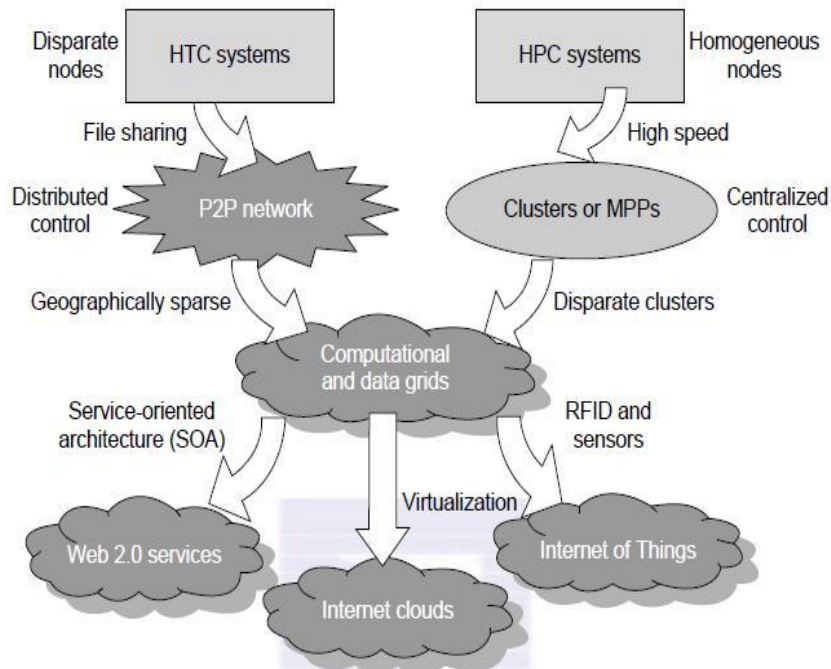 Disparate
nodes
HTC systems
HPC systems
Homogeneous
nodes
File sharing
High speed
Distributed
control
P2P network
Clusters or MPPs
Centralized
control
Geographically sparse
Disparate clusters
Computational
and data grids
Service-oriented
architecture (SOA)
RFID and
sensors
Virtualization
Web 2.0 services
Internet of Things
Internet clouds